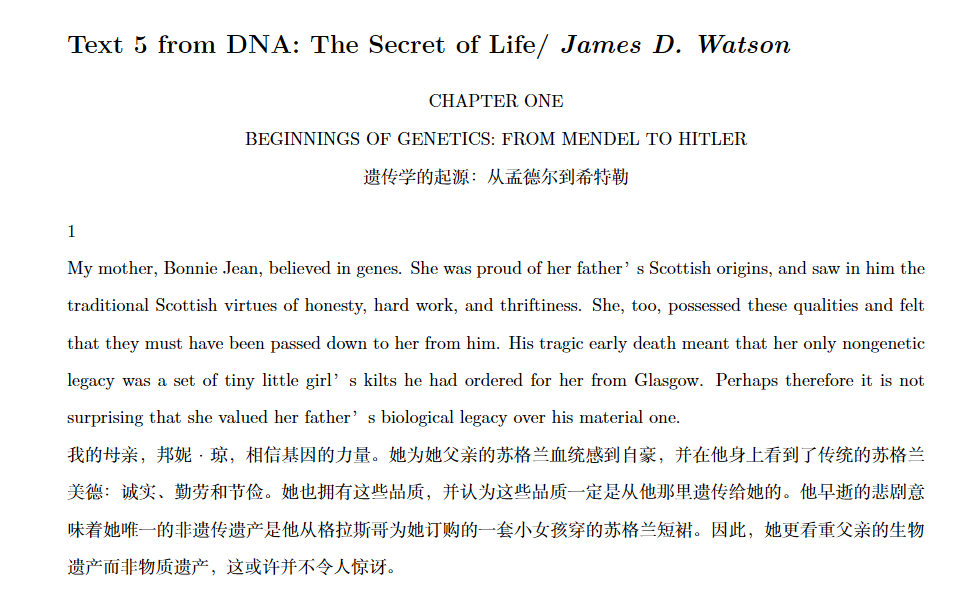 Text 5 from DNA: The Secret of Life/ James D. Watson
CHAPTER ONE
BEGINNINGS OF GENETICS: FROM MENDEL TO HITLER
遗传学的起源：从孟德尔到希特勒
1
My mother, Bonnie Jean, believed in genes. She was proud of her father’s Scottish origins, and saw in him the
traditional Scottish virtues of honesty, hard work, and thriftiness. She, too, possessed these qualities and felt
that they must have been passed down to her from him. His tragic early death meant that her only nongenetic
legacy was a set of tiny little girl’s kilts he had ordered for her from Glasgow. Perhaps therefore it is not
surprising that she valued her father’s biological legacy over his material one.
我的母亲，邦妮 · 琼，相信基因的力量。她为她父亲的苏格兰血统感到自豪，并在他身上看到了传统的苏格兰
美德：诚实、勤劳和节俭。她也拥有这些品质，并认为这些品质一定是从他那里遗传给她的。他早逝的悲剧意
味着她唯一的非遗传遗产是他从格拉斯哥为她订购的一套小女孩穿的苏格兰短裙。因此，她更看重父亲的生物
遗产而非物质遗产，这或许并不令人惊讶。